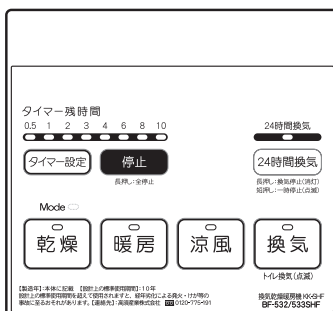 タイマー残時間
0.5 1 2 3 4 6 8 10
24時間換気
タイマー設定
停止
24時間換気
長押し:全停止
長押し:換気停止(消灯)
短押し:一時停止(点滅)
Mode
乾燥
暖房
涼風
換気
トイレ換気(点滅)
【製造年】:本体に記載 【設計上の標準使用期間】:10年
設計上の標準使用期間を超えて使用されますと、経年劣化による発火・けが等の
事故に至るおそれがあります。【連絡先】:高須産業株式会社 0120-775-191
換気乾燥暖房機 KK-SHF
BF-532/533SHF